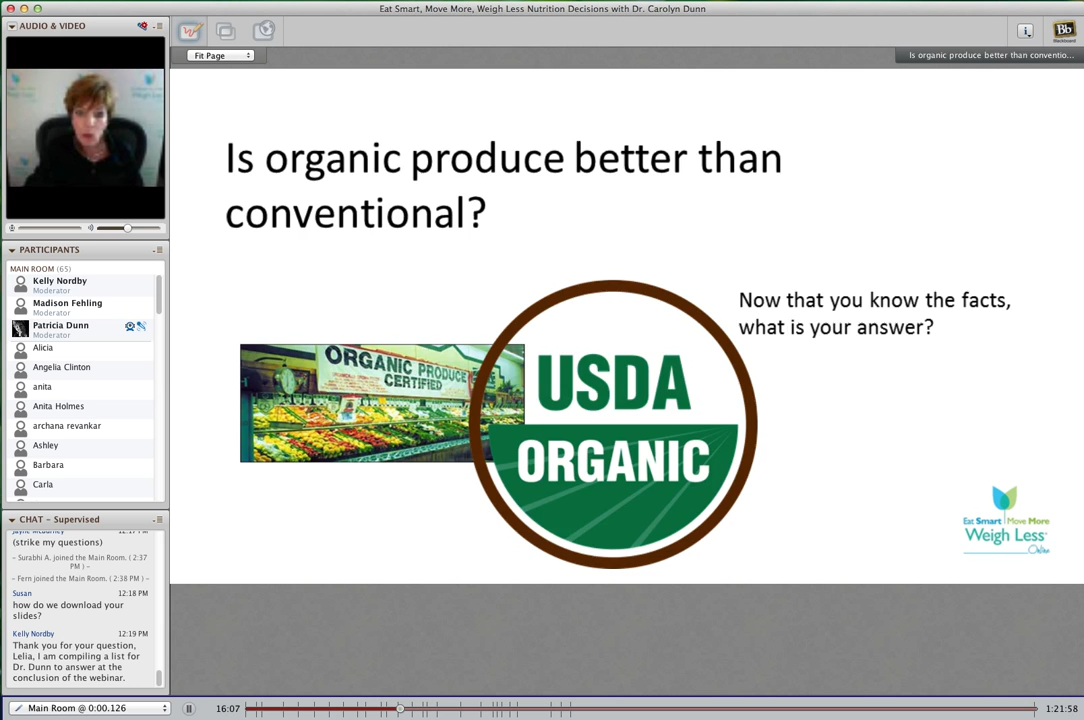 Eat Smart, Move More, Weigh Less Nutrition Decisions with Dr. Carolyn Dunn
AUDIO & VIDEO
Bb
Blackboard
Fit Page
Is organic produce better than conventio...
Is organic produce better than
conventional?
Now that you know the facts,
what is your answer?
ORGANIC PRODUCE
CERTIFIED
USDA
ORGANIC
Eat Smart Move More
Weigh Less
Online
PARTICIPANTS
MAIN ROOM (65)
Kelly Nordby
Moderator
Madison Fehling
Moderator
Patricia Dunn
Moderator
Alicia
Angelia Clinton
anita
Anita Holmes
archana revankar
Ashley
Barbara
Carla
CHAT - Supervised
12:17 PM
(strike my questions)
- Surabhi A. joined the Main Room. ( 2:37
PM ) -
- Fern joined the Main Room. ( 2:38 PM ) -
Susan 12:18 PM
how do we download your
slides?
Kelly Nordby 12:19 PM
Thank you for your question,
Lelia, I am compiling a list for
Dr. Dunn to answer at the
conclusion of the webinar.
Main Room @ 0:00.126
16:07
1:21:58